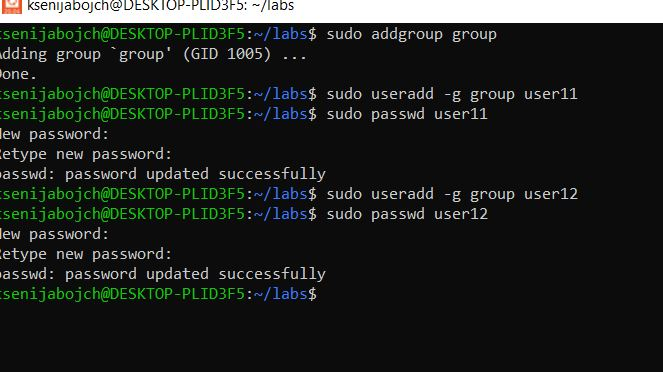 ksenijabojch@DESKTOP-PLID3F5: ~/labs
ksenijabojch@DESKTOP-PLID3F5:~/labs$ sudo addgroup group
Adding group `group' (GID 1005) ...
Done.
ksenijabojch@DESKTOP-PLID3F5:~/labs$ sudo useradd -g group user11
ksenijabojch@DESKTOP-PLID3F5:~/labs$ sudo passwd user11
New password:
Retype new password:
passwd: password updated successfully
ksenijabojch@DESKTOP-PLID3F5:~/labs$ sudo useradd -g group user12
ksenijabojch@DESKTOP-PLID3F5:~/labs$ sudo passwd user12
New password:
Retype new password:
passwd: password updated successfully
ksenijabojch@DESKTOP-PLID3F5:~/labs$